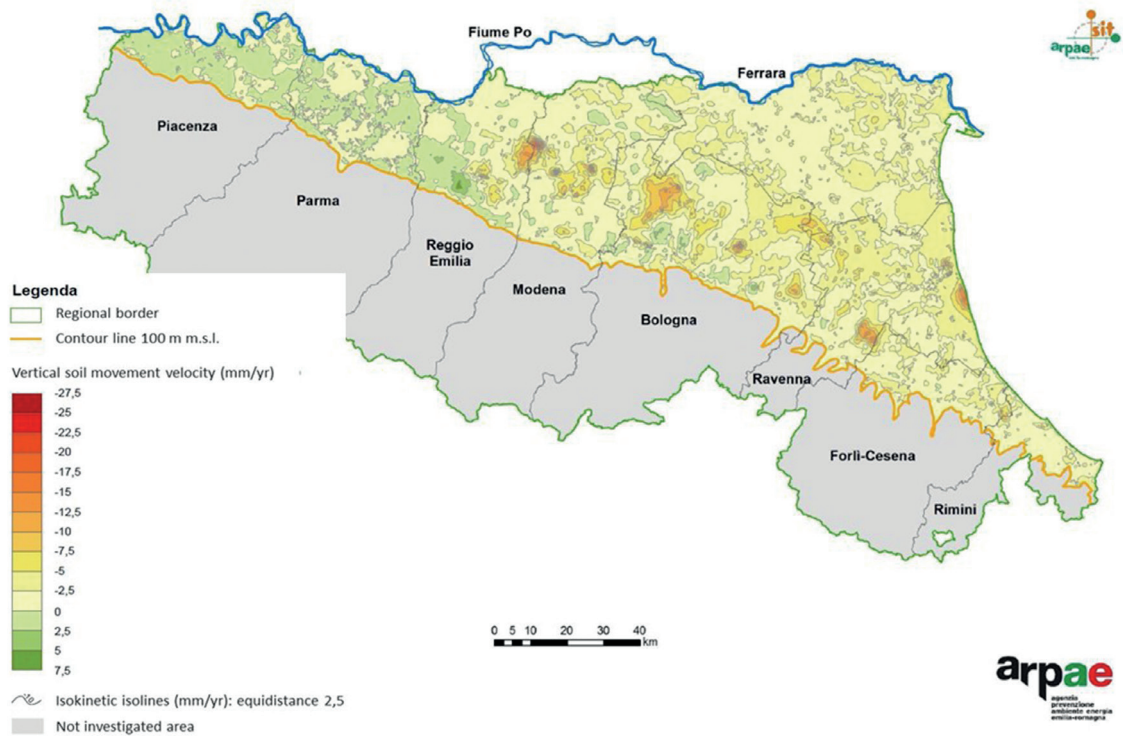 Fiume Po
Ferrara
sit
arpae
Piacenza
Parma
Reggio
Emilia
Modena
Bologna
Ravenna
Forlì-Cesena
Rimini
Legenda
Regional border
Contour line 100 m m.s.l.
Vertical soil movement velocity (mm/yr)
-27,5
-25
-22,5
-20
-17,5
-15
-12,5
-10
-7,5
-5
-2,5
0
2,5
5
7,5
Isokinetic isolines (mm/yr): equidistance 2,5
Not investigated area
0 5 10 20 30 40
km
arpae
agenzia
prevenzione
ambiente energia
emilia-romagna